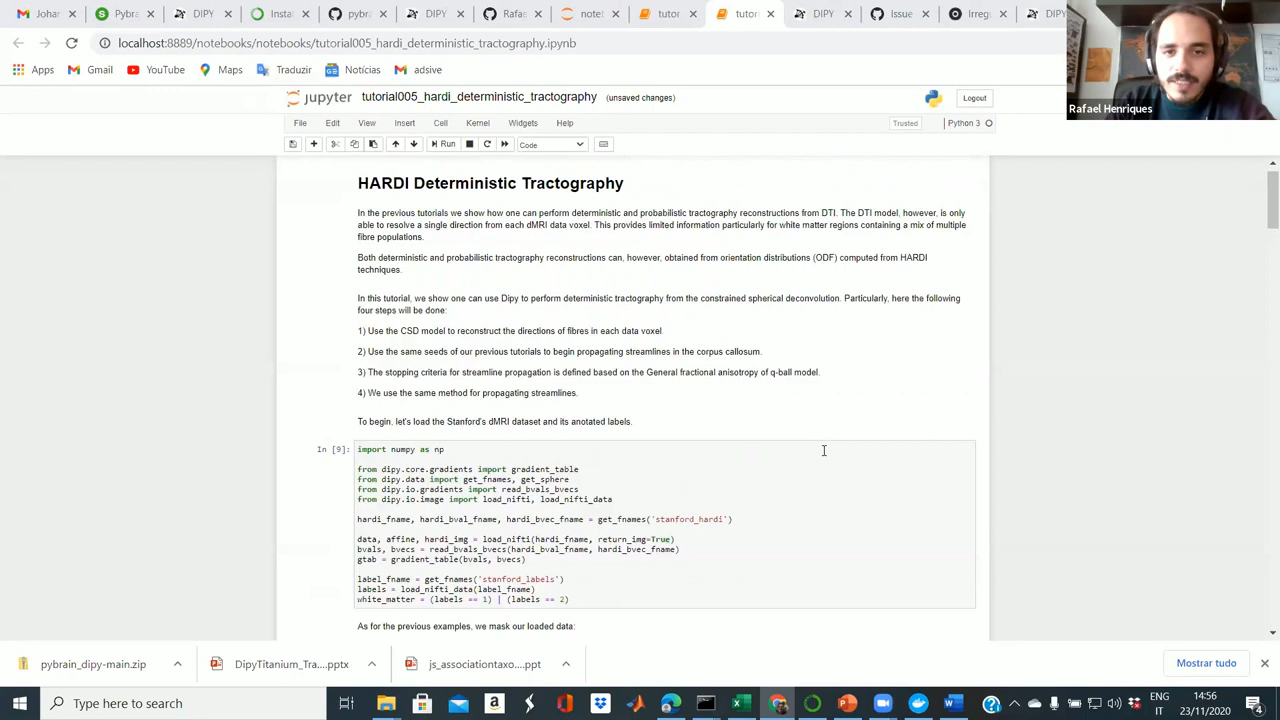 Johar
Pybra
DIPY
Insta
pybr
DIPY
Rafa
noteb
tutor
tutor
DIPY
Issue
Irreg
DIPY
localhost:8889/notebooks/notebooks/tutorial005_hardi_deterministic_tractography.ipynb
Apps
Gmail
YouTube
Maps
Traduzir
Notícias
adsive
Rafael Henriques
jupyter
tutorial005_hardi_deterministic_tractography
(unsaved changes)
Logout
File
Edit
View
Insert
Cell
Kernel
Widgets
Help
Trusted
Python 3
Run
Code
HARDI Deterministic Tractography
In the previous tutorials we show how one can perform deterministic and probabilistic tractography reconstructions from DTI. The DTI model, however, is only
able to resolve a single direction from each dMRI data voxel. This provides limited information particularly for white matter regions containing a mix of multiple
fibre populations.
Both deterministic and probabilistic tractography reconstructions can, however, obtained from orientation distributions (ODF) computed from HARDI
techniques.
In this tutorial, we show one can use Dipy to perform deterministic tractography from the constrained spherical deconvolution. Particularly, here the following
four steps will be done:
1) Use the CSD model to reconstruct the directions of fibres in each data voxel.
2) Use the same seeds of our previous tutorials to begin propagating streamlines in the corpus callosum.
3) The stopping criteria for streamline propagation is defined based on the General fractional anisotropy of q-ball model.
4) We use the same method for propagating streamlines.
To begin, let's load the Stanford's dMRI dataset and its anotated labels.
In [9]:
import numpy as np
from dipy.core.gradients import gradient_table
from dipy.data import get_fnames, get_sphere
from dipy.io.gradients import read_bvals_bvecs
from dipy.io.image import load_nifti, load_nifti_data
hardi_fname, hardi_bval_fname, hardi_bvec_fname = get_fnames('stanford_hardi')
data, affine, hardi_img = load_nifti(hardi_fname, return_img=True)
bvals, bvecs = read_bvals_bvecs(hardi_bval_fname, hardi_bvec_fname)
gtab = gradient_table(bvals, bvecs)
label_fname = get_fnames('stanford_labels')
labels = load_nifti_data(label_fname)
white_matter = (labels == 1) | (labels == 2)
As for the previous examples, we mask our loaded data:
pybrain_dipy-main.zip
DipyTitanium_Tra....pptx
js_associationtaxo....ppt
Mostrar tudo
Type here to search
ENG
IT
14:56
23/11/2020
4